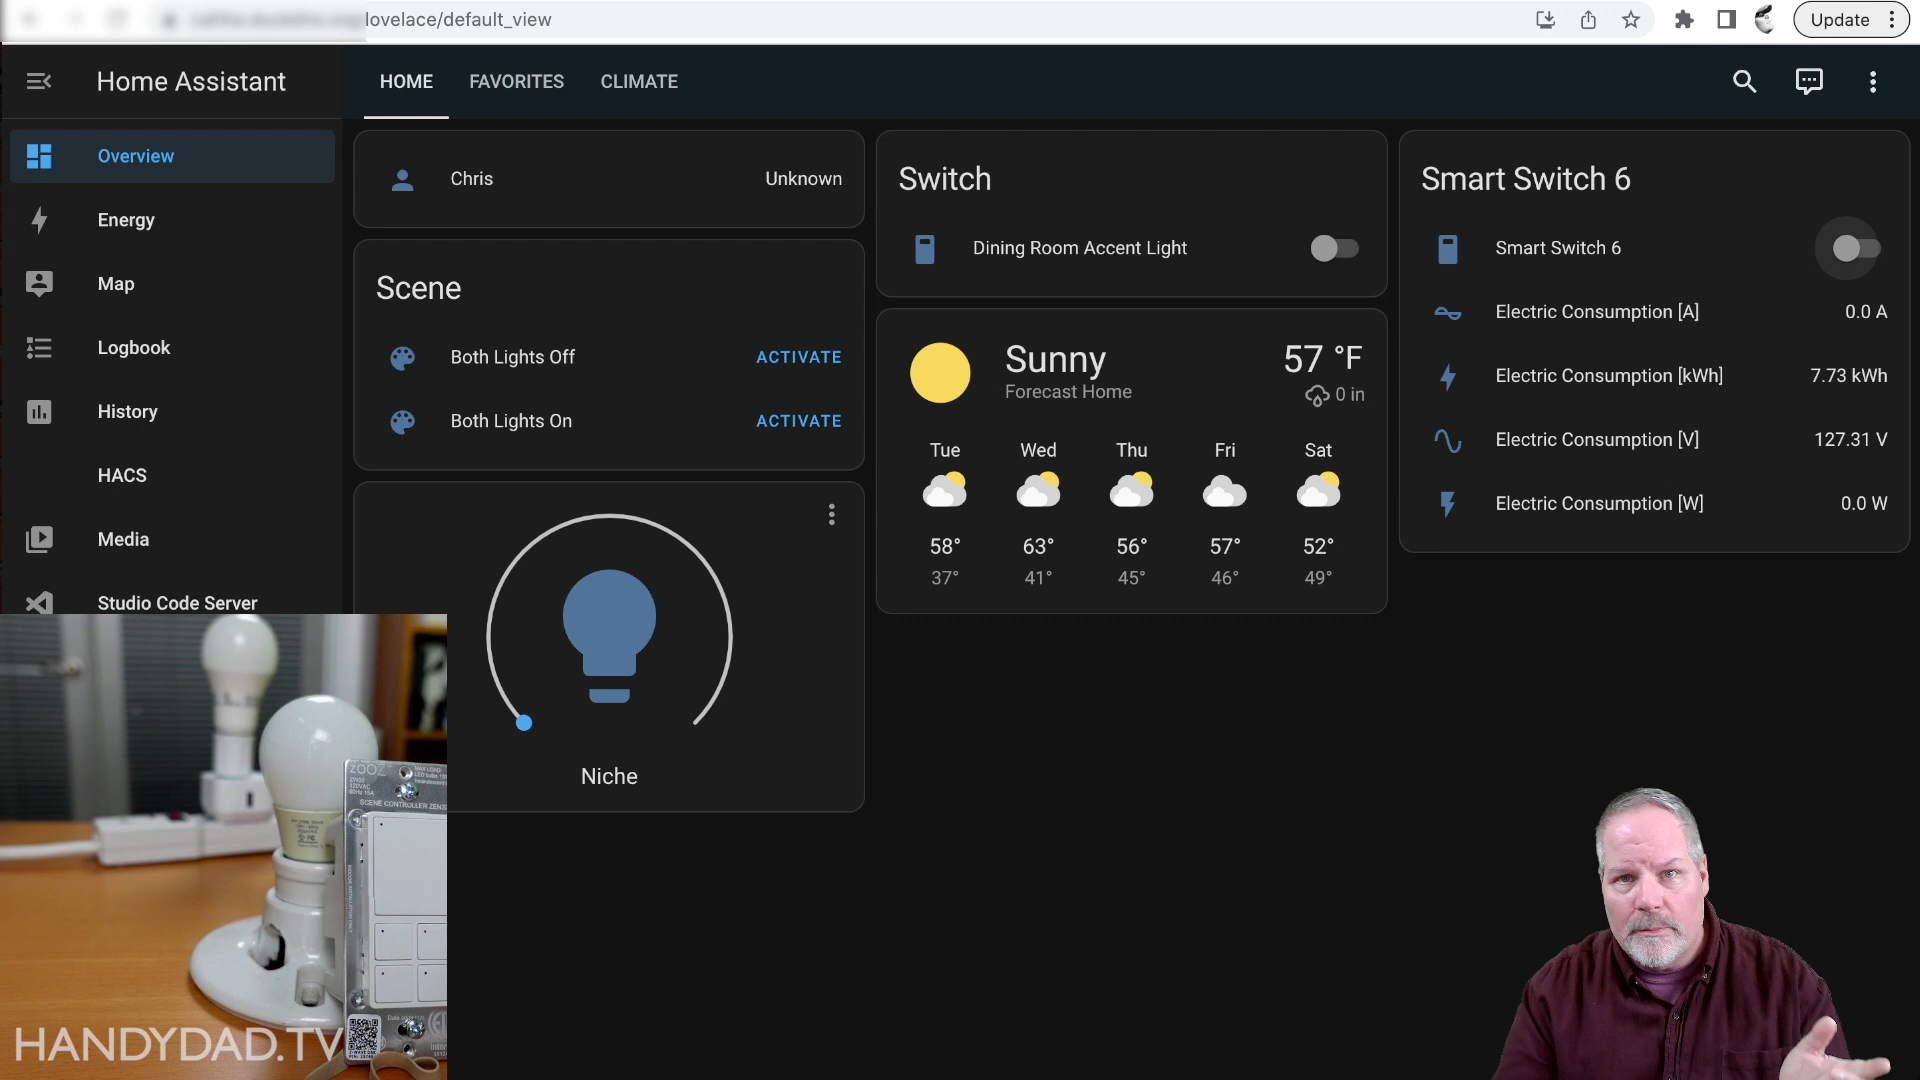 lovelace/default_view
Update
Home Assistant
HOME
FAVORITES
CLIMATE
Overview
Energy
Map
Logbook
History
HACS
Media
Studio Code Server
Chris
Unknown
Scene
Both Lights Off
ACTIVATE
Both Lights On
ACTIVATE
Niche
Switch
Dining Room Accent Light
Sunny
57 °F
Forecast Home
0 in
Tue
Wed
Thu
Fri
Sat
58°
63°
56°
57°
52°
37°
41°
45°
46°
49°
Smart Switch 6
Smart Switch 6
Electric Consumption [A]
0.0 A
Electric Consumption [kWh]
7.73 kWh
Electric Consumption [V]
127.31 V
Electric Consumption [W]
0.0 W
ZOOZ
SCENE CONTROLLER
HANDYDAD.TV